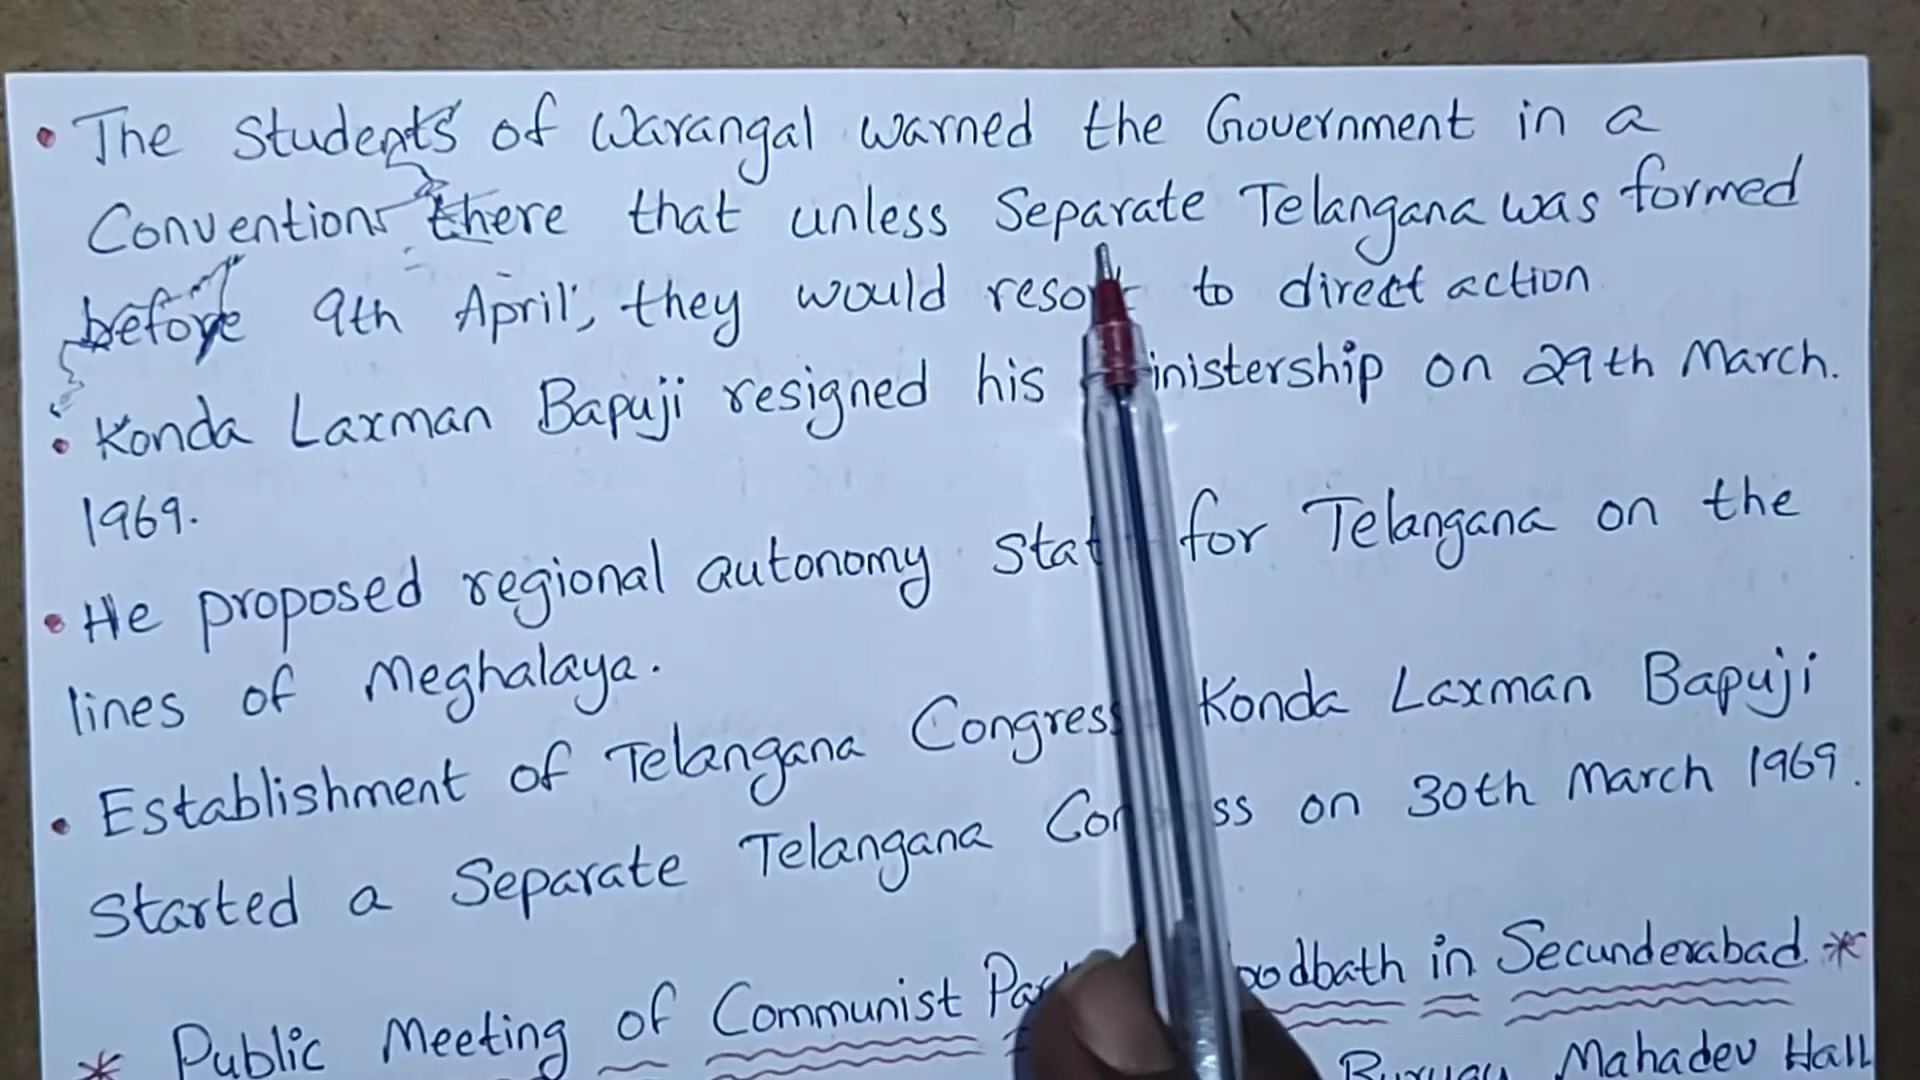 • The students of Warangal warned the Government in a
Convention there that unless Separate Telangana was formed
before 9th April, they would resort to direct action
• Konda Laxman Bapuji resigned his inistership on 29th March.
1969.
• He proposed regional autonomy Stat for Telangana on the
lines of Meghalaya.
• Establishment of Telangana Congress Konda Laxman Bapuji
Started a Separate Telangana Congress on 30th March 1969.
* Public Meeting of Communist oodbath in Secunderabad *
Mahadev Hall